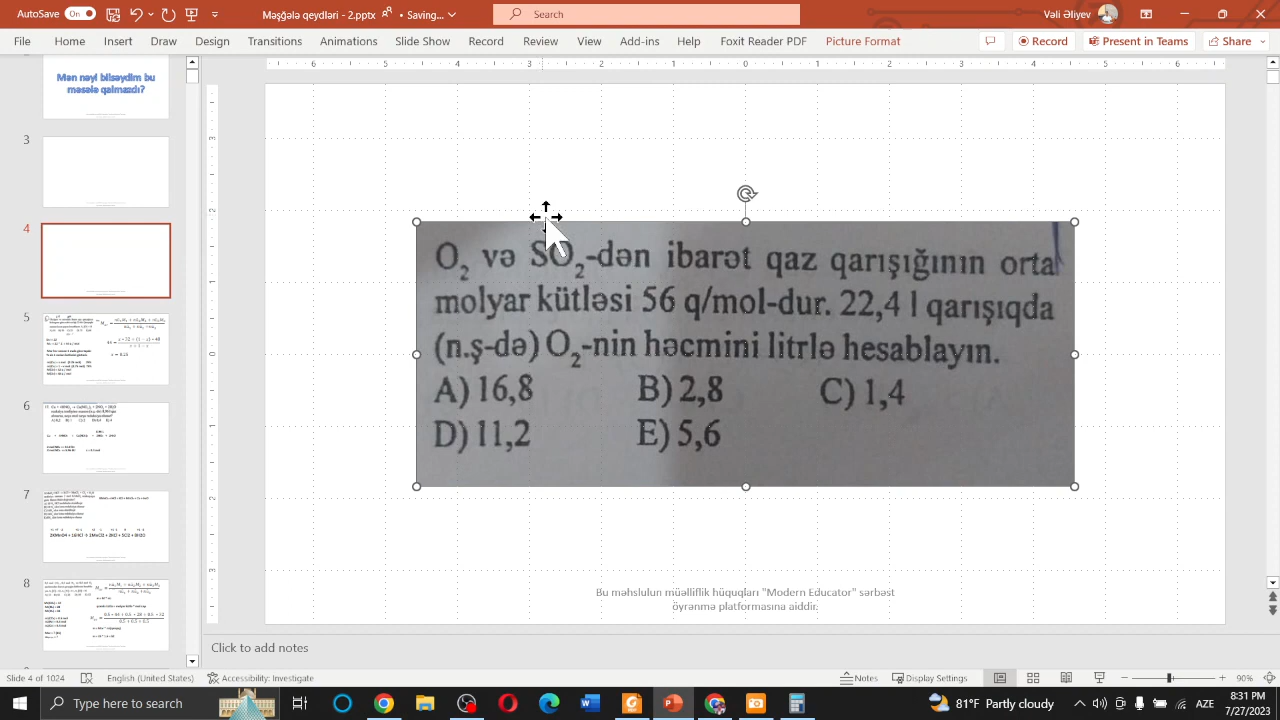 AutoSave On Məşğələ qeydləri - 2.pptx • Saving... Search Vəli Əliyev
File Home Insert Draw Design Transitions Animations Slide Show Record Review View Add-ins Help Foxit Reader PDF Picture Format Record Present in Teams Share
Mən nəyi bilsəydim bu
məsələ qalmazdı?
3
4
5
6
7
8
O₂ və SO₂-dən ibarət qaz qarışığının orta
molyar kütləsi 56 q/mol-dur. 22,4 l qarışıqda
(n.ş.-də) O₂-nin həcmini litrlə hesablayın.
A) 16,8 B) 2,8 C) 1,4
D) 11,2 E) 5,6
Bu məhsulun müəlliflik hüququ "Modern Educator" sərbəst
öyrənmə platformasına aiddir.
Click to add notes
Slide 4 of 1024 English (United States) Accessibility: Investigate Notes Display Settings 90%
Type here to search 91°F Partly cloudy AZE 8:31 PM
7/27/2023